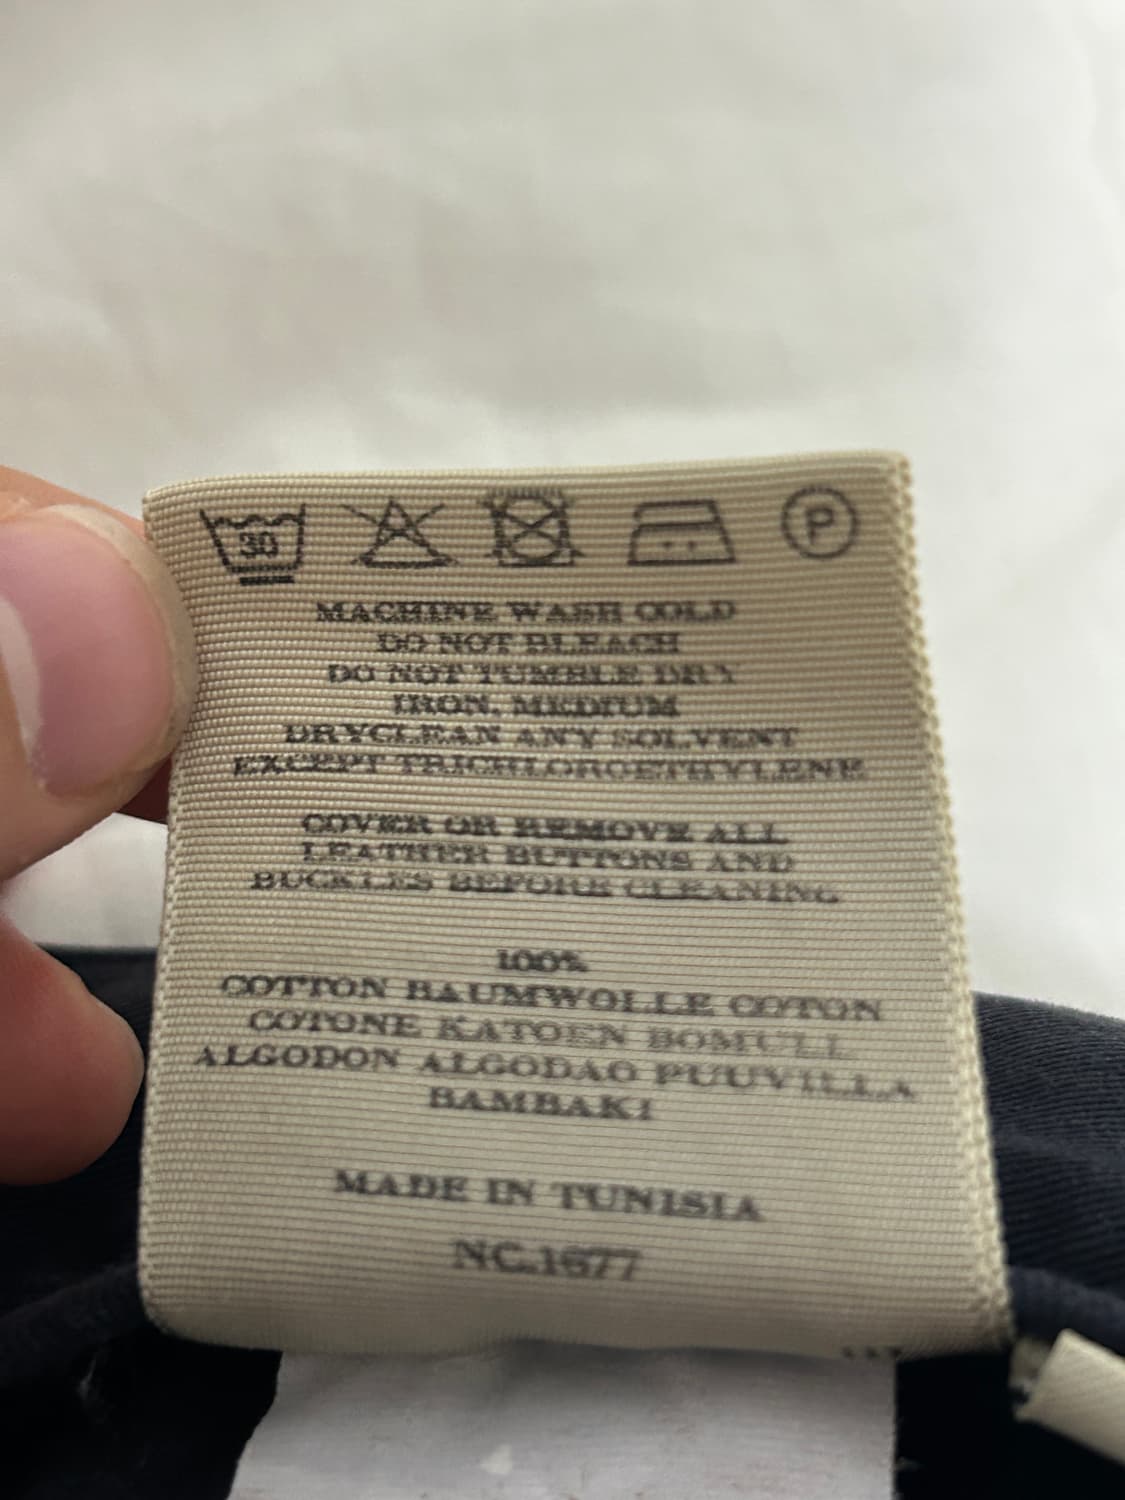 30
P
MACHINE WASH COLD
DO NOT BLEACH
DO NOT TUMBLE DRY
IRON, MEDIUM
DRYCLEAN ANY SOLVENT
EXCEPT TRICHLOROETHYLENE
COVER OR REMOVE ALL
LEATHER BUTTONS AND
BUCKLES BEFORE CLEANING
100%
COTTON BAUMWOLLE COTON
COTONE KATOEN BOMULL
ALGODON ALGODAO PUUVILLA
BAMBAKI
MADE IN TUNISIA
NC.1677